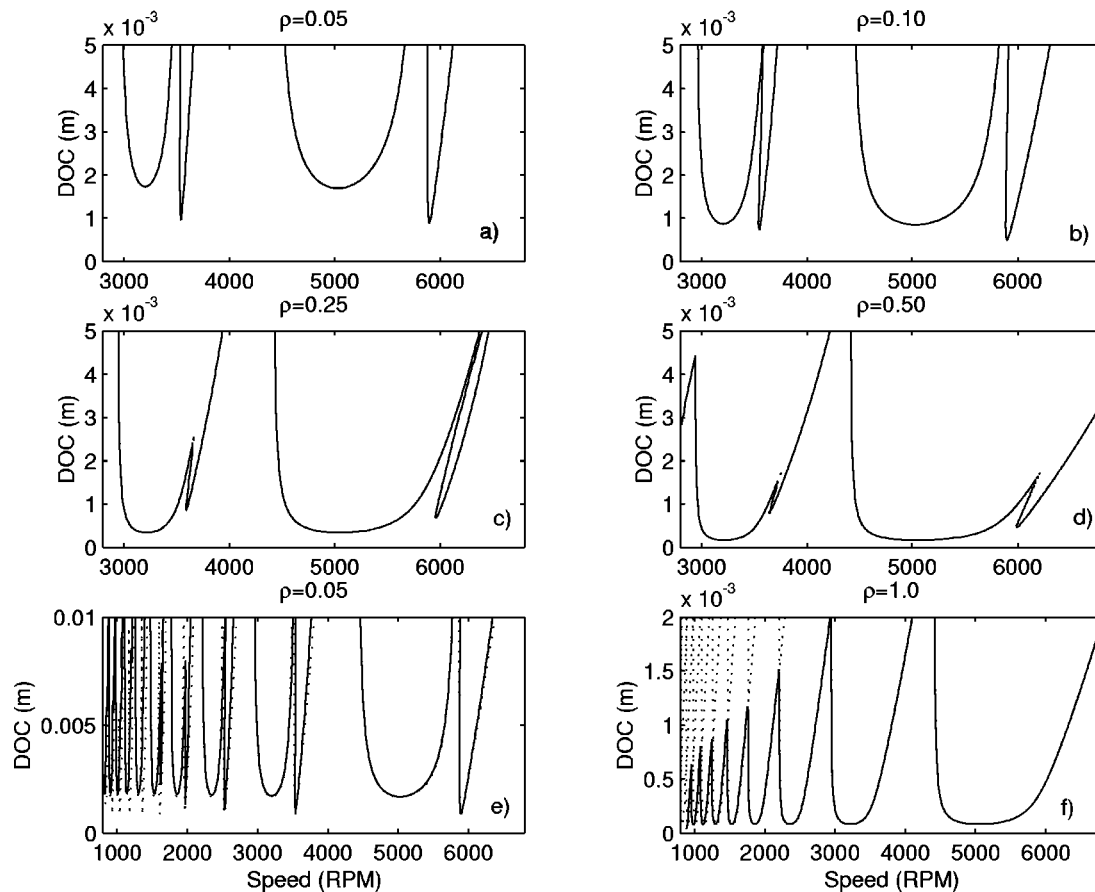 ρ=0.05
x 10⁻³
5
4
3
2
1
0
DOC (m)
3000 4000 5000 6000
a)
ρ=0.10
x 10⁻³
5
4
3
2
1
0
DOC (m)
3000 4000 5000 6000
b)
ρ=0.25
x 10⁻³
5
4
3
2
1
0
DOC (m)
3000 4000 5000 6000
c)
ρ=0.50
x 10⁻³
5
4
3
2
1
0
DOC (m)
3000 4000 5000 6000
d)
ρ=0.05
0.01
0.005
0
DOC (m)
1000 2000 3000 4000 5000 6000
Speed (RPM)
e)
ρ=1.0
x 10⁻³
2
1.5
1
0.5
0
DOC (m)
1000 2000 3000 4000 5000 6000
Speed (RPM)
f)